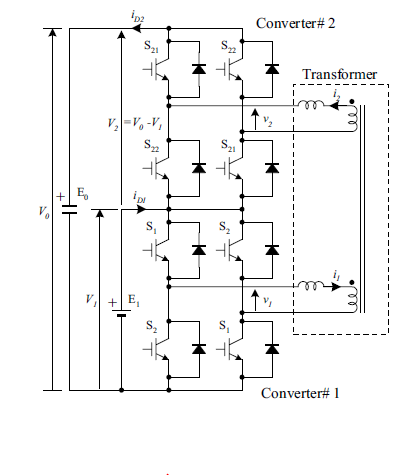 i_D2
Converter# 2
S_21
S_22
Transformer
i_2
V_2 = V_0 - V_1
v_2
S_22
S_21
E_0
+
i_D1
V_0
S_1
S_2
i_1
V_1
+
E_1
v_1
S_2
S_1
Converter# 1